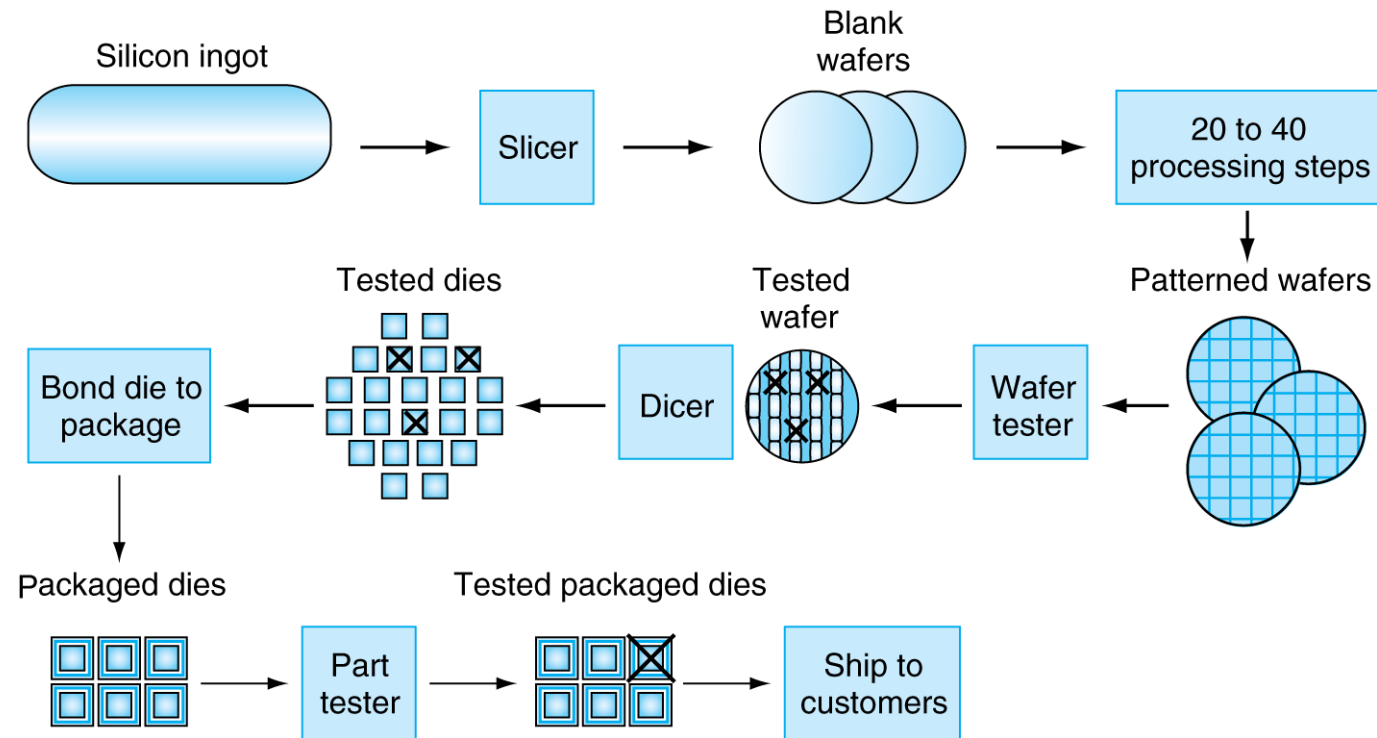 Silicon ingot
Slicer
Blank
wafers
20 to 40
processing steps
Tested dies
Tested
wafer
Patterned wafers
Bond die to
package
Dicer
Wafer
tester
Packaged dies
Tested packaged dies
Part
tester
Ship to
customers